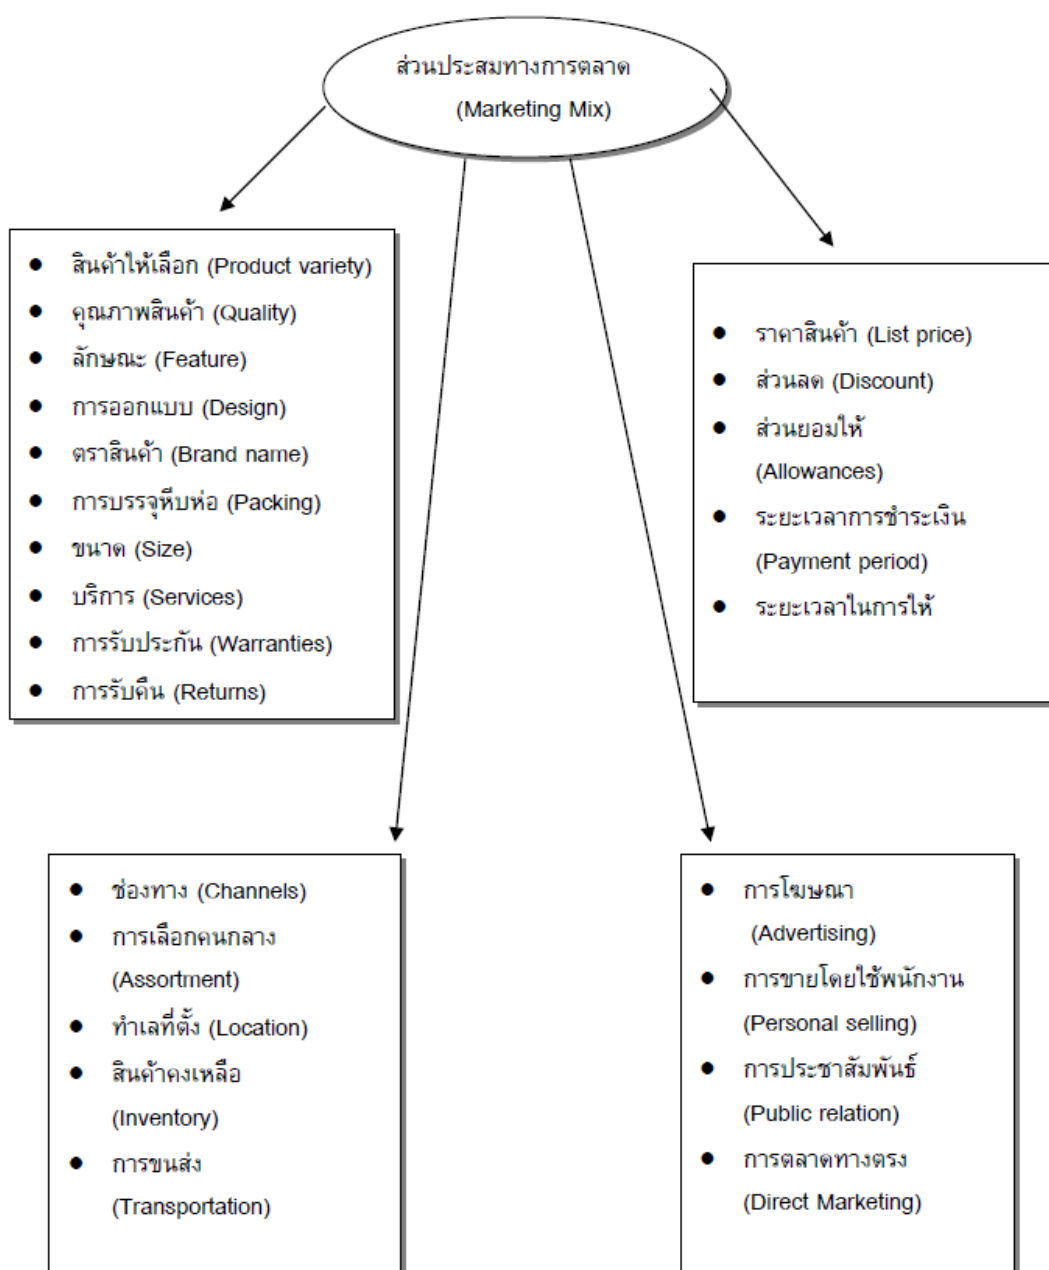 ส่วนประสมทางการตลาด
(Marketing Mix)
● สินค้าให้เลือก (Product variety)
● คุณภาพสินค้า (Quality)
● ลักษณะ (Feature)
● การออกแบบ (Design)
● ตราสินค้า (Brand name)
● การบรรจุหีบห่อ (Packing)
● ขนาด (Size)
● บริการ (Services)
● การรับประกัน (Warranties)
● การรับคืน (Returns)
● ราคาสินค้า (List price)
● ส่วนลด (Discount)
● ส่วนยอมให้
(Allowances)
● ระยะเวลาการชำระเงิน
(Payment period)
● ระยะเวลาในการให้
● ช่องทาง (Channels)
● การเลือกคนกลาง
(Assortment)
● ทำเลที่ตั้ง (Location)
● สินค้าคงเหลือ
(Inventory)
● การขนส่ง
(Transportation)
● การโฆษณา
(Advertising)
● การขายโดยใช้พนักงาน
(Personal selling)
● การประชาสัมพันธ์
(Public relation)
● การตลาดทางตรง
(Direct Marketing)